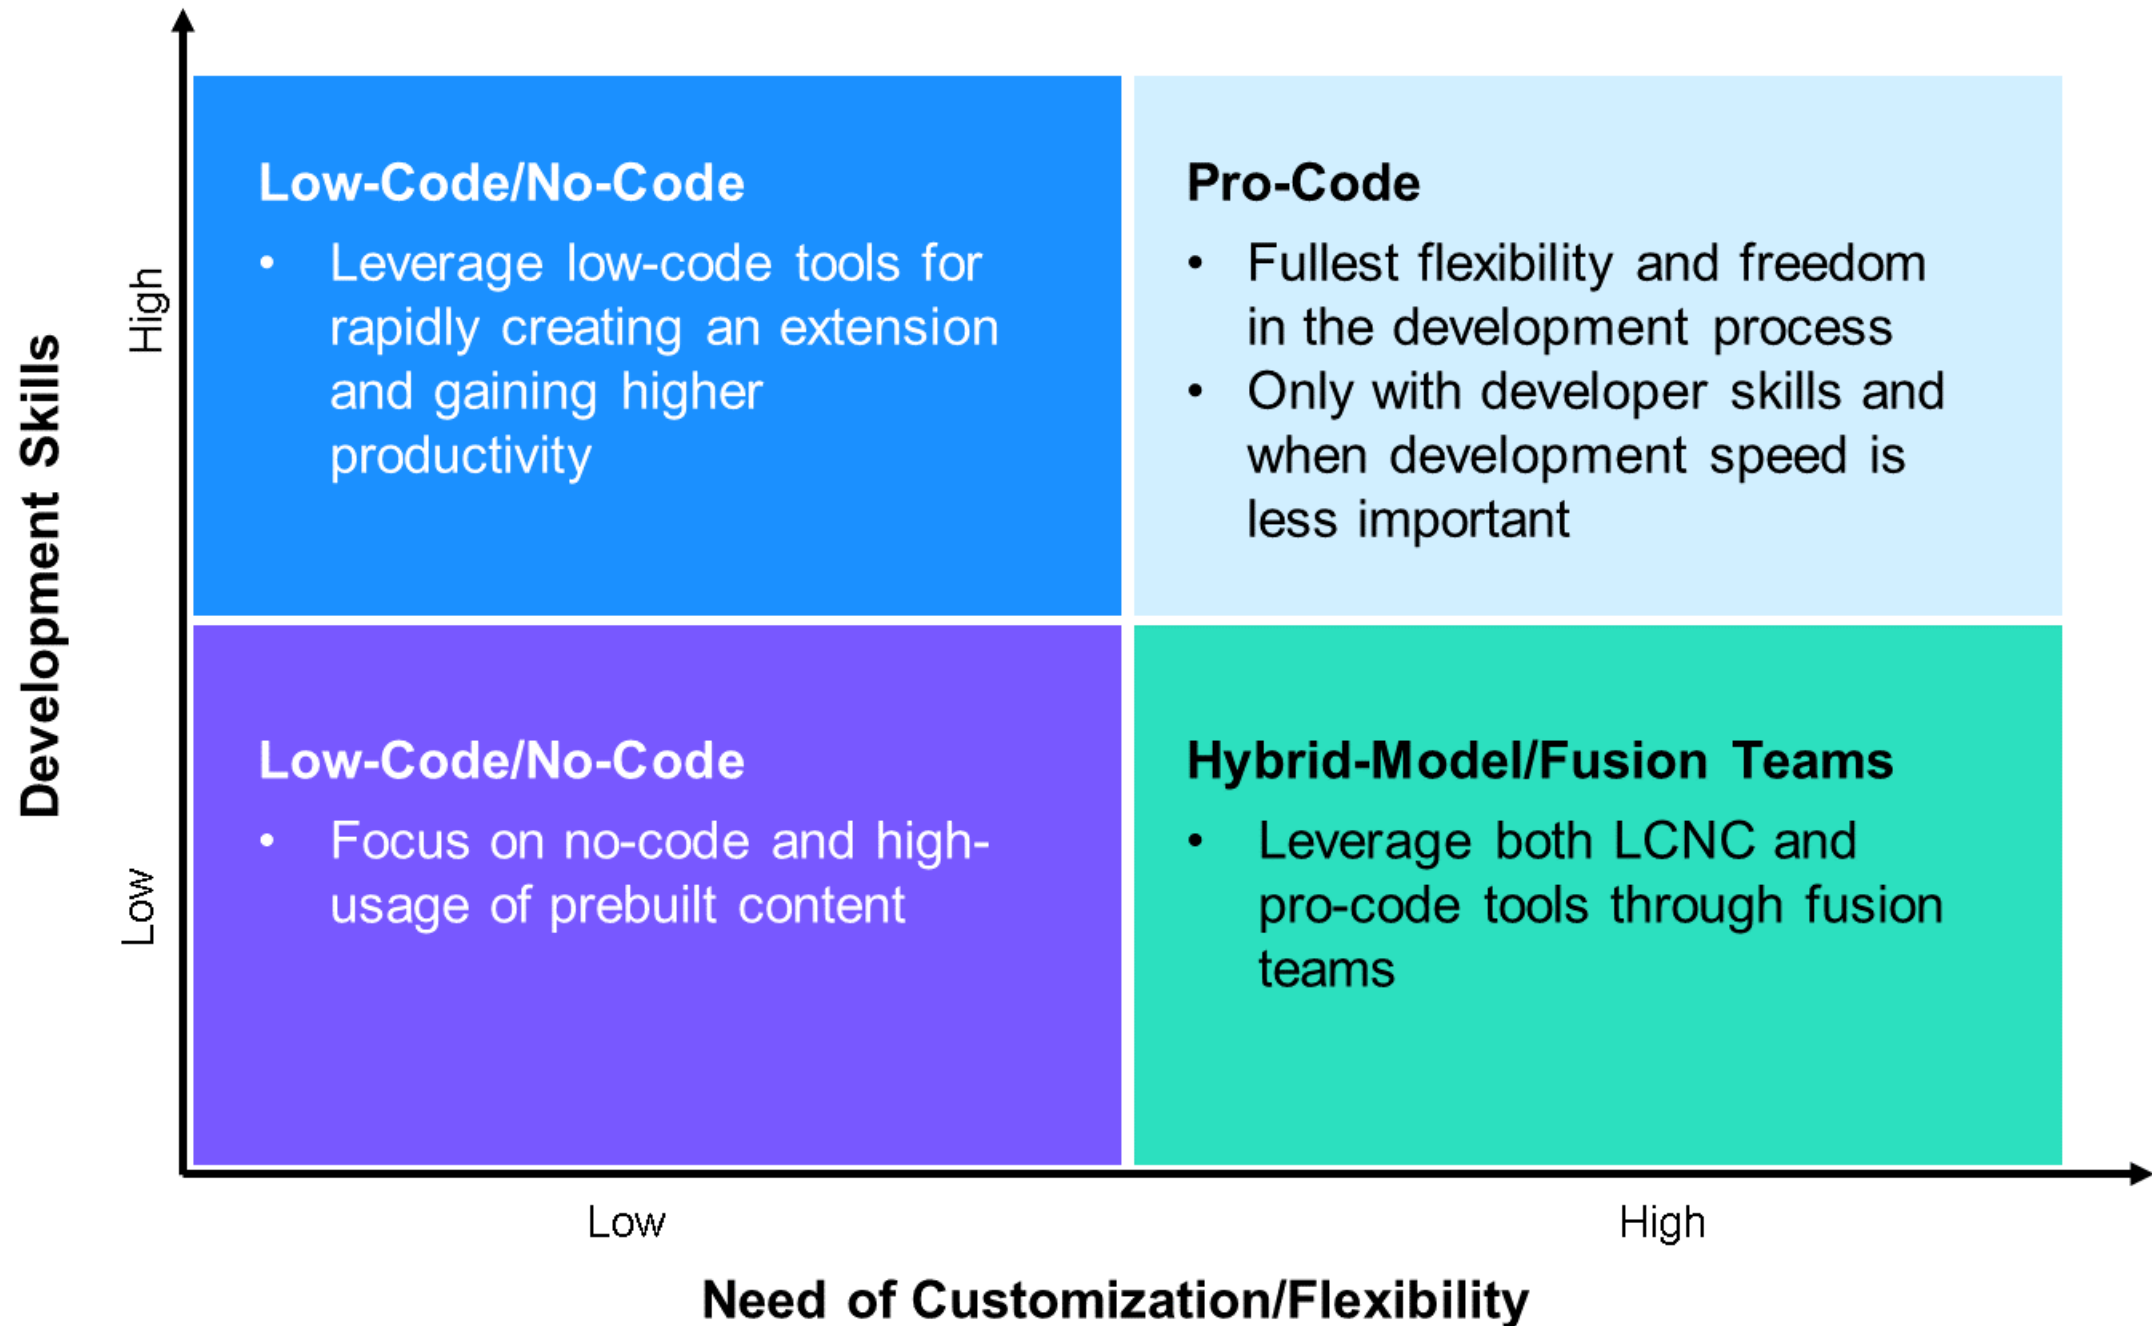 Low-Code/No-Code
• Leverage low-code tools for
rapidly creating an extension
and gaining higher
productivity
Pro-Code
• Fullest flexibility and freedom
in the development process
• Only with developer skills and
when development speed is
less important
Low-Code/No-Code
• Focus on no-code and high-
usage of prebuilt content
Hybrid-Model/Fusion Teams
• Leverage both LCNC and
pro-code tools through fusion
teams
Development Skills
High
Low
Low
High
Need of Customization/Flexibility